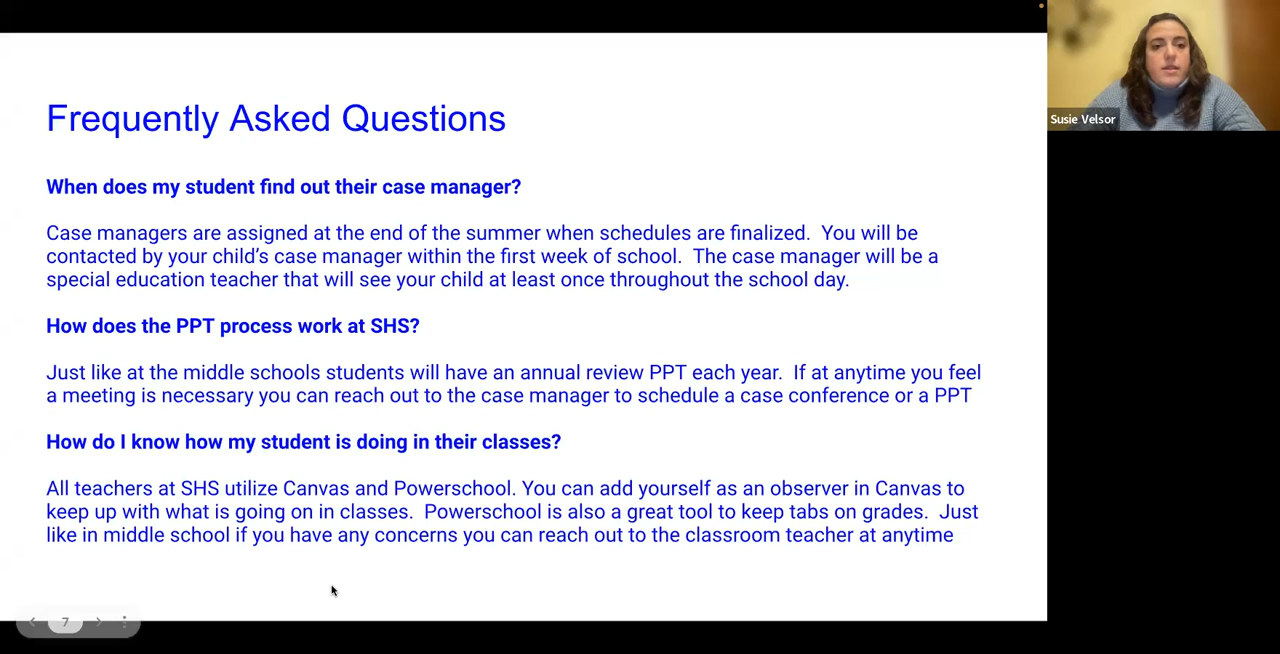 Frequently Asked Questions
When does my student find out their case manager?
Case managers are assigned at the end of the summer when schedules are finalized.  You will be
contacted by your child’s case manager within the first week of school.  The case manager will be a
special education teacher that will see your child at least once throughout the school day.
How does the PPT process work at SHS?
Just like at the middle schools students will have an annual review PPT each year.  If at anytime you feel
a meeting is necessary you can reach out to the case manager to schedule a case conference or a PPT
How do I know how my student is doing in their classes?
All teachers at SHS utilize Canvas and Powerschool. You can add yourself as an observer in Canvas to
keep up with what is going on in classes.  Powerschool is also a great tool to keep tabs on grades.  Just
like in middle school if you have any concerns you can reach out to the classroom teacher at anytime
7
Susie Velsor